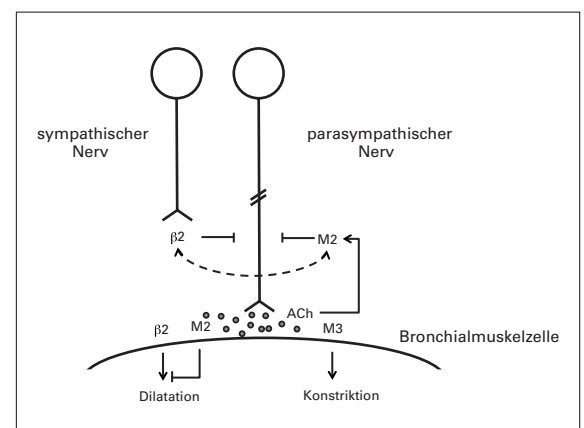 sympathischer
Nerv
parasympathischer
Nerv
β2
M2
ACh
β2
M2
M3
Bronchialmuskelzelle
Dilatation
Konstriktion